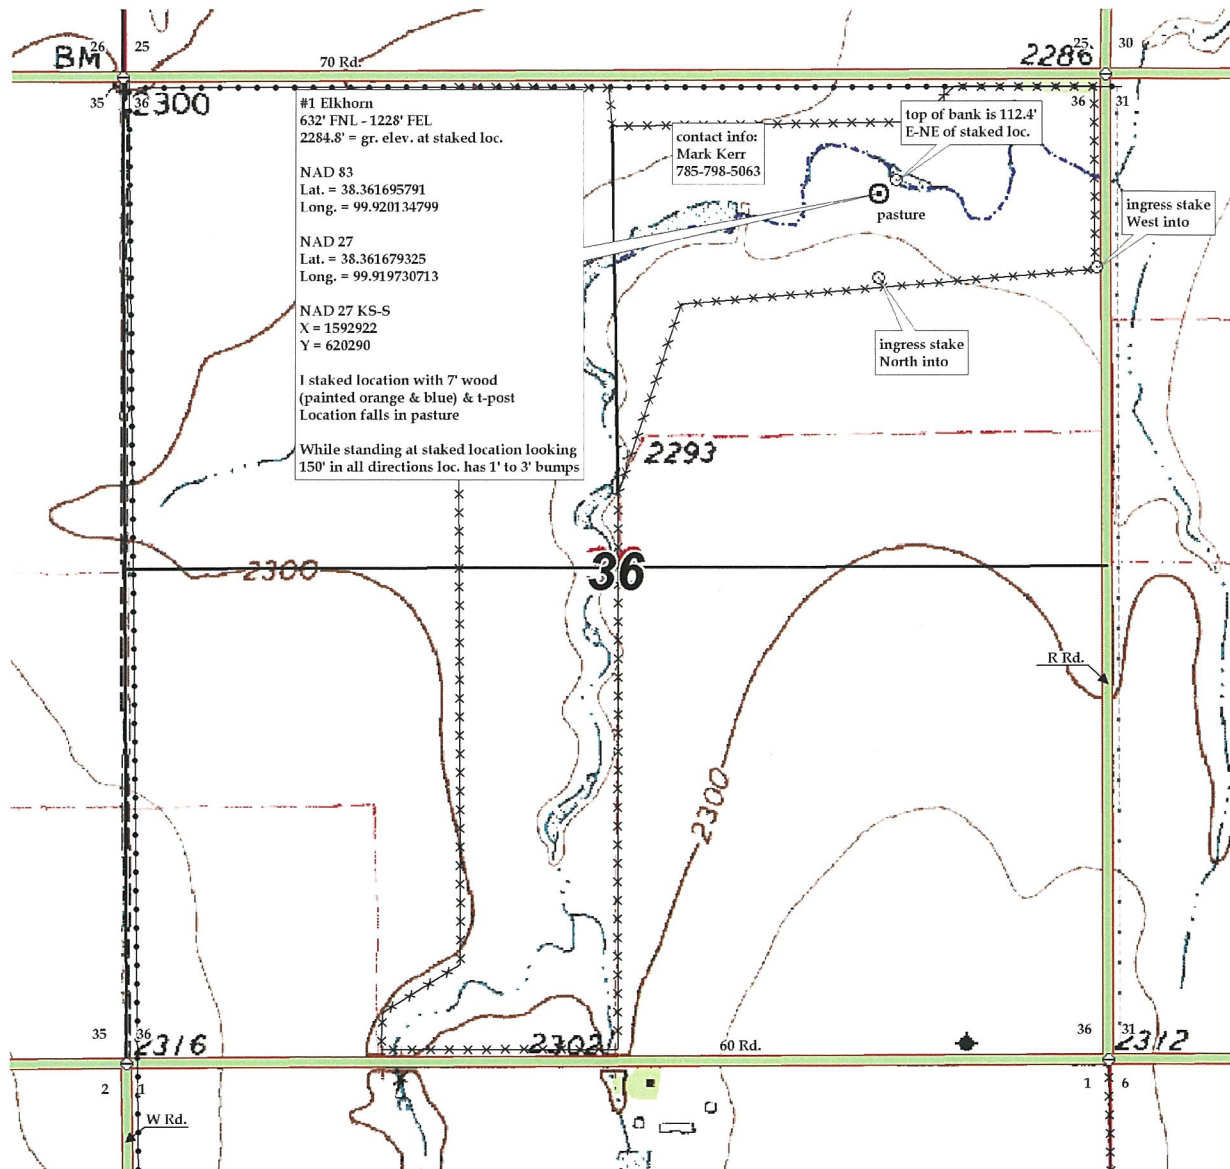 26 25
BM
70 Rd.
2286
25 30
35 36
2300
36 31
#1 Elkhorn
632' FNL - 1228' FEL
2284.8' = gr. elev. at staked loc.
NAD 83
Lat. = 38.361695791
Long. = 99.920134799
NAD 27
Lat. = 38.361679325
Long. = 99.919730713
NAD 27 KS-S
X = 1592922
Y = 620290
I staked location with 7' wood
(painted orange & blue) & t-post
Location falls in pasture
While standing at staked location looking
150' in all directions loc. has 1' to 3' bumps
contact info:
Mark Kerr
785-798-5063
top of bank is 112.4'
E-NE of staked loc.
pasture
ingress stake
West into
ingress stake
North into
2293
2300
36
R Rd.
2300
35 36
2316
2302
60 Rd.
36 31
2312
2 1
1 6
W Rd.